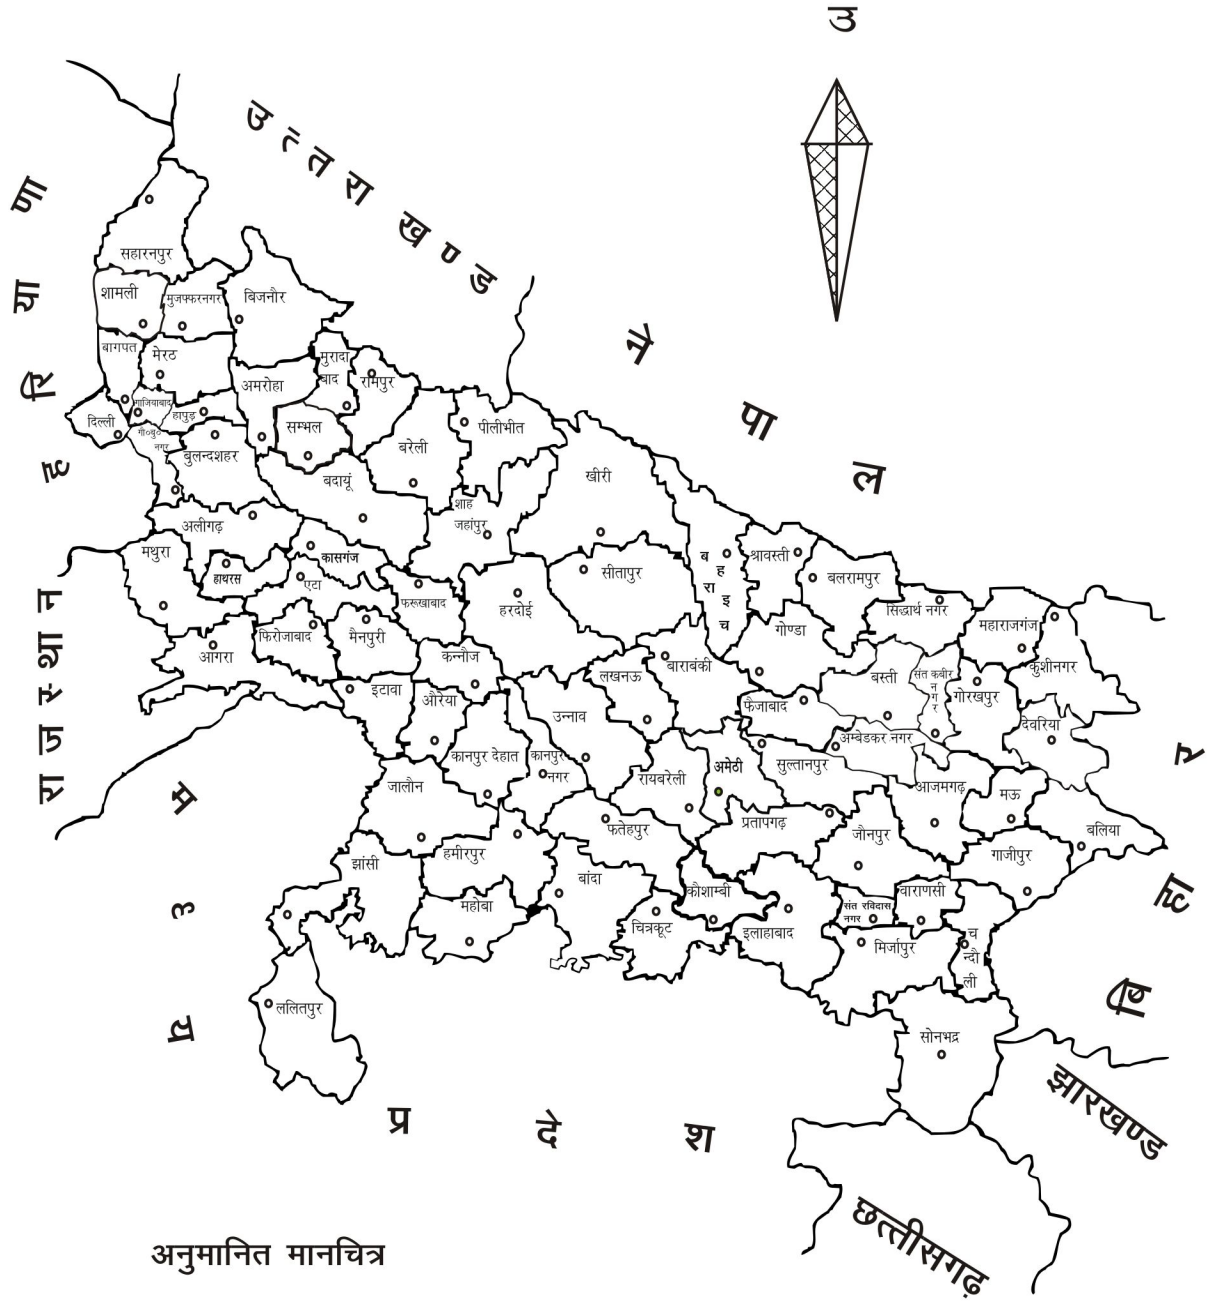 उ
उत्तराखण्ड
हरियाणा
नेपाल
राजस्थान
मध्य प्रदेश
बिहार
झारखण्ड
छत्तीसगढ़
सहारनपुर
शामली
मुजफ्फरनगर
बिजनौर
बागपत
मेरठ
मुरादा
बाद
रामपुर
अमरोहा
गाजियाबाद
हापुड़
दिल्ली
गौ०बु०
नगर
बुलन्दशहर
सम्भल
बरेली
पीलीभीत
बदायूं
खीरी
शाह
जहांपुर
अलीगढ़
मथुरा
हाथरस
कासगंज
एटा
फरूखाबाद
हरदोई
सीतापुर
बहराइच
श्रावस्ती
बलरामपुर
सिद्धार्थ नगर
महाराजगंज
कुशीनगर
गोण्डा
फिरोजाबाद
मैनपुरी
आगरा
कन्नौज
लखनऊ
बाराबंकी
बस्ती
संत कबीर
नगर
गोरखपुर
देवरिया
इटावा
औरेया
उन्नाव
फैजाबाद
अम्बेडकर नगर
कानपुर देहात
कानपुर
नगर
रायबरेली
अमेठी
सुल्तानपुर
आजमगढ़
मऊ
बलिया
जालौन
फतेहपुर
प्रतापगढ़
जौनपुर
गाजीपुर
झांसी
हमीरपुर
बांदा
कौशाम्बी
वाराणसी
महोबा
चित्रकूट
इलाहाबाद
संत रविदास
नगर
मिर्जापुर
चन्दौली
ललितपुर
सोनभद्र
अनुमानित मानचित्र